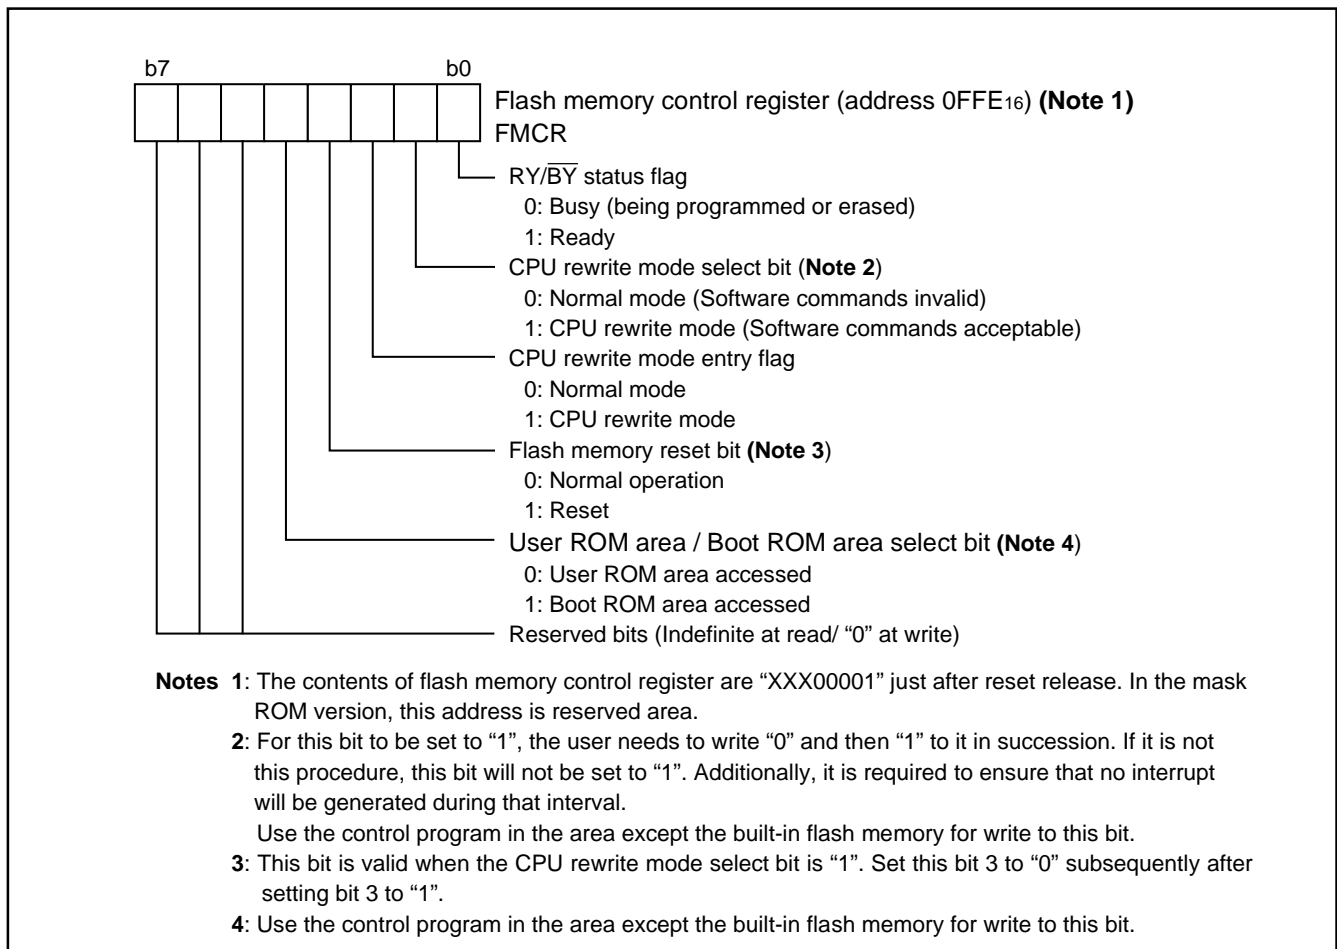 b7 b0
Flash memory control register (address 0FFE16) (Note 1)
FMCR
RY/B̅Y̅ status flag
0: Busy (being programmed or erased)
1: Ready
CPU rewrite mode select bit (Note 2)
0: Normal mode (Software commands invalid)
1: CPU rewrite mode (Software commands acceptable)
CPU rewrite mode entry flag
0: Normal mode
1: CPU rewrite mode
Flash memory reset bit (Note 3)
0: Normal operation
1: Reset
User ROM area / Boot ROM area select bit (Note 4)
0: User ROM area accessed
1: Boot ROM area accessed
Reserved bits (Indefinite at read/ “0” at write)
Notes 1: The contents of flash memory control register are “XXX00001” just after reset release. In the mask
ROM version, this address is reserved area.
2: For this bit to be set to “1”, the user needs to write “0” and then “1” to it in succession. If it is not
this procedure, this bit will not be set to “1”. Additionally, it is required to ensure that no interrupt
will be generated during that interval.
Use the control program in the area except the built-in flash memory for write to this bit.
3: This bit is valid when the CPU rewrite mode select bit is “1”. Set this bit 3 to “0” subsequently after
setting bit 3 to “1”.
4: Use the control program in the area except the built-in flash memory for write to this bit.